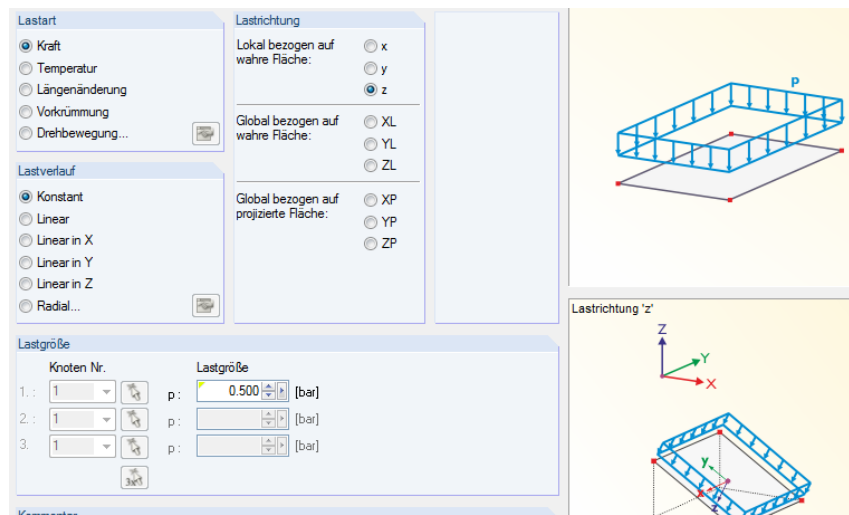 Lastart
Kraft
Temperatur
Längenänderung
Vorkrümmung
Drehbewegung...
Lastverlauf
Konstant
Linear
Linear in X
Linear in Y
Linear in Z
Radial...
Lastrichtung
Lokal bezogen auf
wahre Fläche:
x
y
z
Global bezogen auf
wahre Fläche:
XL
YL
ZL
Global bezogen auf
projizierte Fläche:
XP
YP
ZP
p
Lastgröße
Knoten Nr. Lastgröße
1. : 1 p : 0.500 [bar]
2. : 1 p : [bar]
3. 1 p : [bar]
3x
Lastrichtung 'z'
Z
Y
X
y
x
z
Kommentar